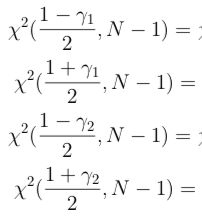 χ²((1 − γ₁)/2, N − 1) =
χ²((1 + γ₁)/2, N − 1) =
χ²((1 − γ₂)/2, N − 1) =
χ²((1 + γ₂)/2, N − 1) =